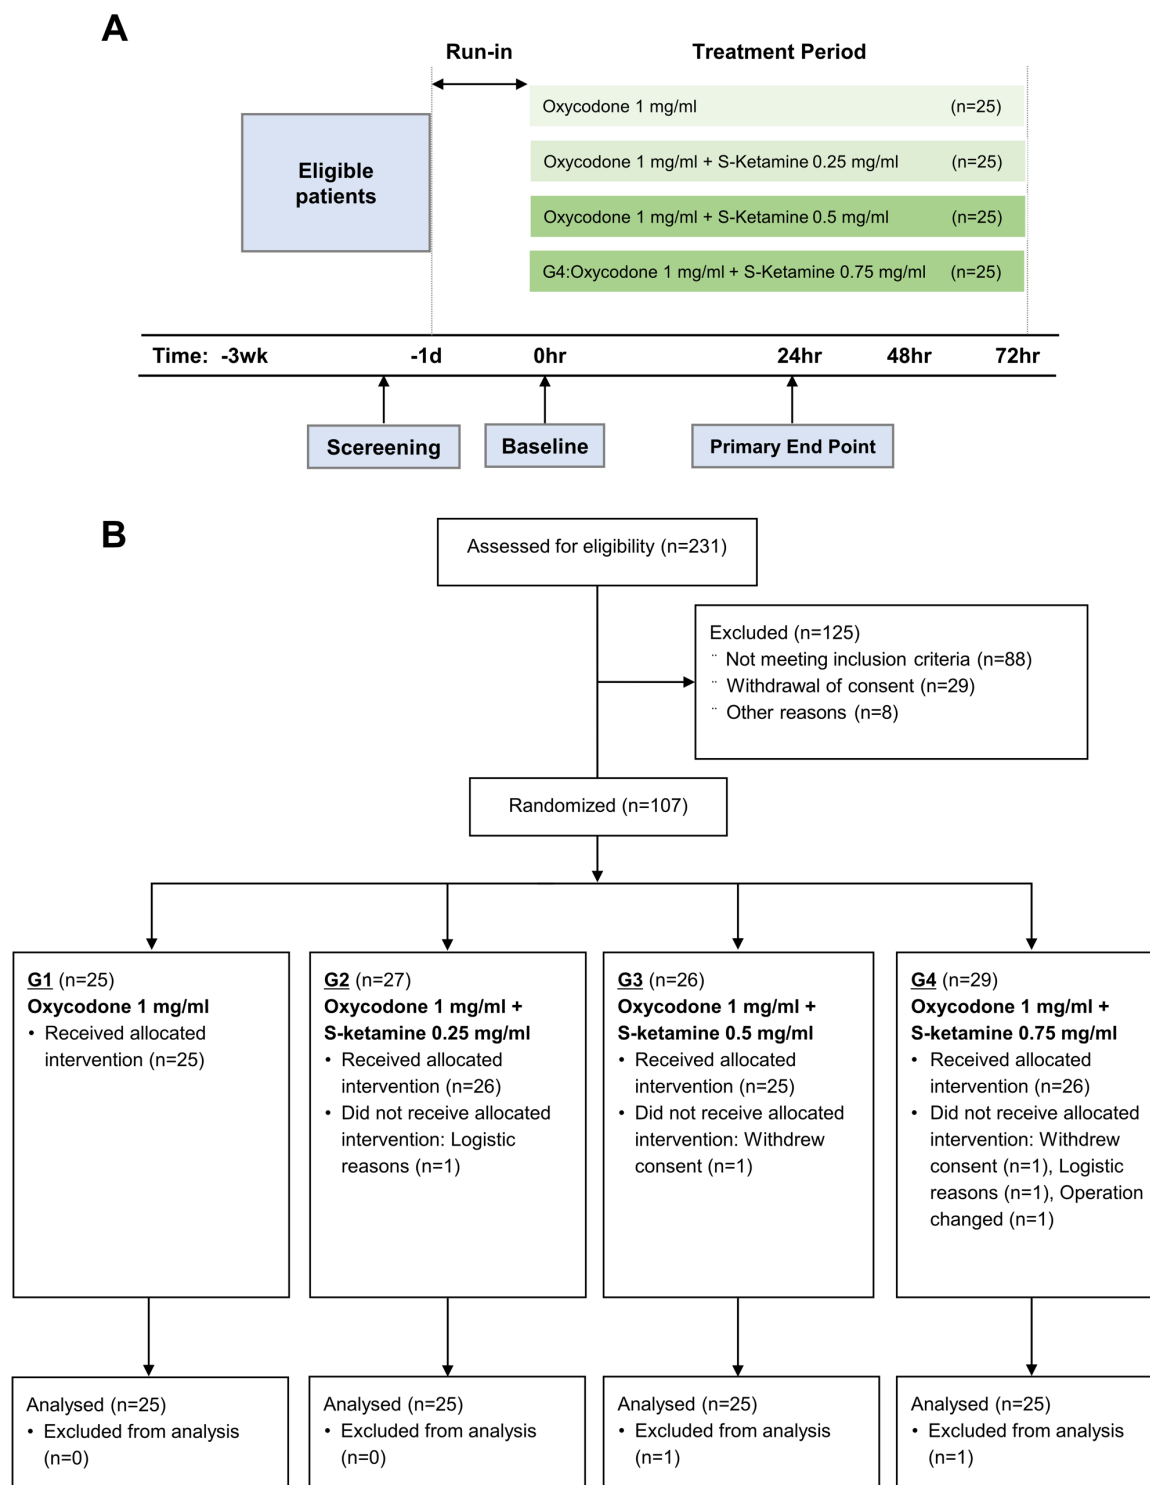 A
Run-in
Treatment Period
Eligible
patients
Oxycodone 1 mg/ml (n=25)
Oxycodone 1 mg/ml + S-Ketamine 0.25 mg/ml (n=25)
Oxycodone 1 mg/ml + S-Ketamine 0.5 mg/ml (n=25)
G4:Oxycodone 1 mg/ml + S-Ketamine 0.75 mg/ml (n=25)
Time: -3wk -1d 0hr 24hr 48hr 72hr
Scereening
Baseline
Primary End Point
B
Assessed for eligibility (n=231)
Excluded (n=125)
¨ Not meeting inclusion criteria (n=88)
¨ Withdrawal of consent (n=29)
¨ Other reasons (n=8)
Randomized (n=107)
G1 (n=25)
Oxycodone 1 mg/ml
• Received allocated
intervention (n=25)
G2 (n=27)
Oxycodone 1 mg/ml +
S-ketamine 0.25 mg/ml
• Received allocated
intervention (n=26)
• Did not receive allocated
intervention: Logistic
reasons (n=1)
G3 (n=26)
Oxycodone 1 mg/ml +
S-ketamine 0.5 mg/ml
• Received allocated
intervention (n=25)
• Did not receive allocated
intervention: Withdrew
consent (n=1)
G4 (n=29)
Oxycodone 1 mg/ml +
S-ketamine 0.75 mg/ml
• Received allocated
intervention (n=26)
• Did not receive allocated
intervention: Withdrew
consent (n=1), Logistic
reasons (n=1), Operation
changed (n=1)
Analysed (n=25)
• Excluded from analysis
(n=0)
Analysed (n=25)
• Excluded from analysis
(n=0)
Analysed (n=25)
• Excluded from analysis
(n=1)
Analysed (n=25)
• Excluded from analysis
(n=1)